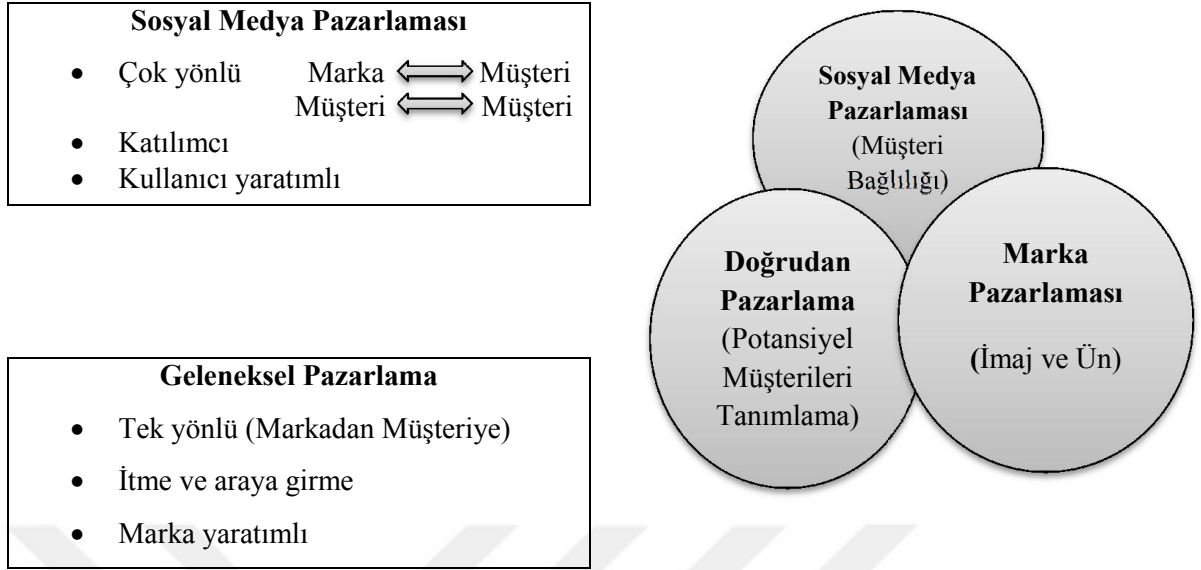 Sosyal Medya Pazarlaması
• Çok yönlü Marka Müşteri
Müşteri Müşteri
• Katılımcı
• Kullanıcı yaratımlı
Geleneksel Pazarlama
• Tek yönlü (Markadan Müşteriye)
• İtme ve araya girme
• Marka yaratımlı
Sosyal Medya
Pazarlaması
(Müşteri
Bağlılığı)
Doğrudan
Pazarlama
(Potansiyel
Müşterileri
Tanımlama)
Marka
Pazarlaması
(İmaj ve Ün)